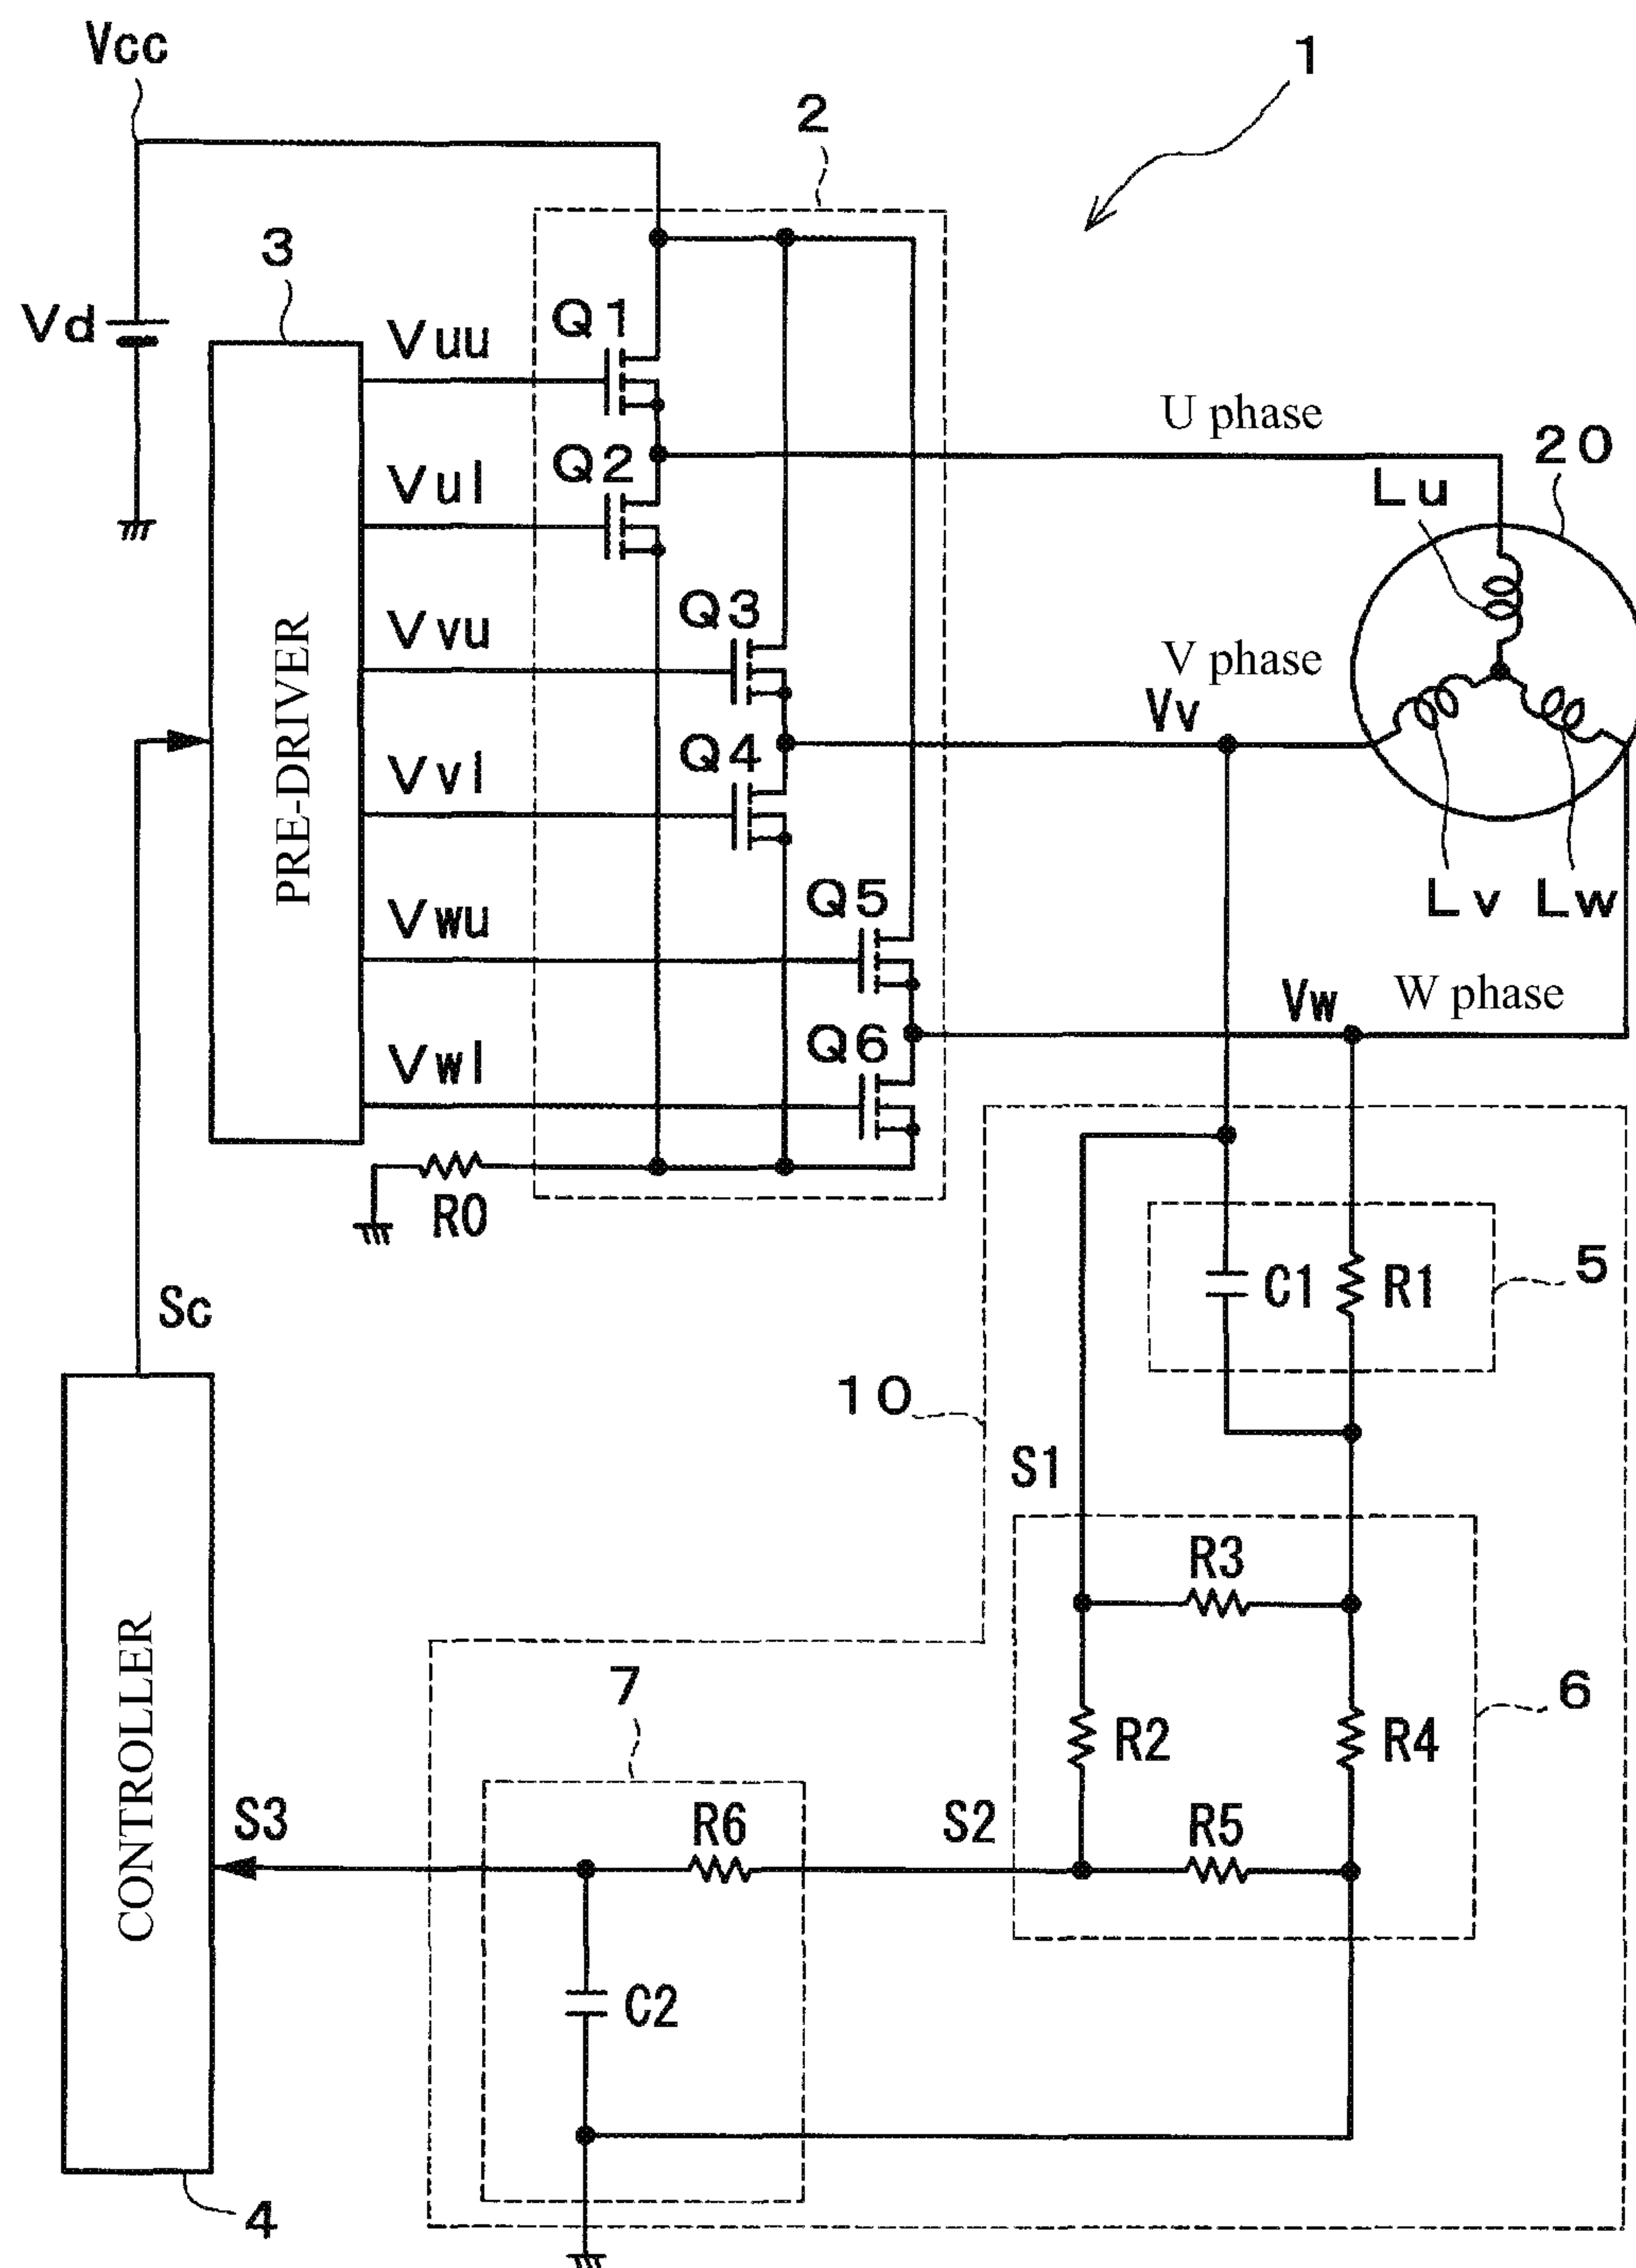 Vcc
1
2
3
Vd
Q1
Vuu
U phase
20
Q2
Vul
Lu
Q3
Vvu
V phase
Vv
PRE-DRIVER
Q4
Vvl
Q5
Lv Lw
Vwu
Vw
W phase
Q6
Vwl
R0
C1
R1
5
Sc
10
S1
R3
7
6
R2
R4
CONTROLLER
S3
R6
S2
R5
C2
4